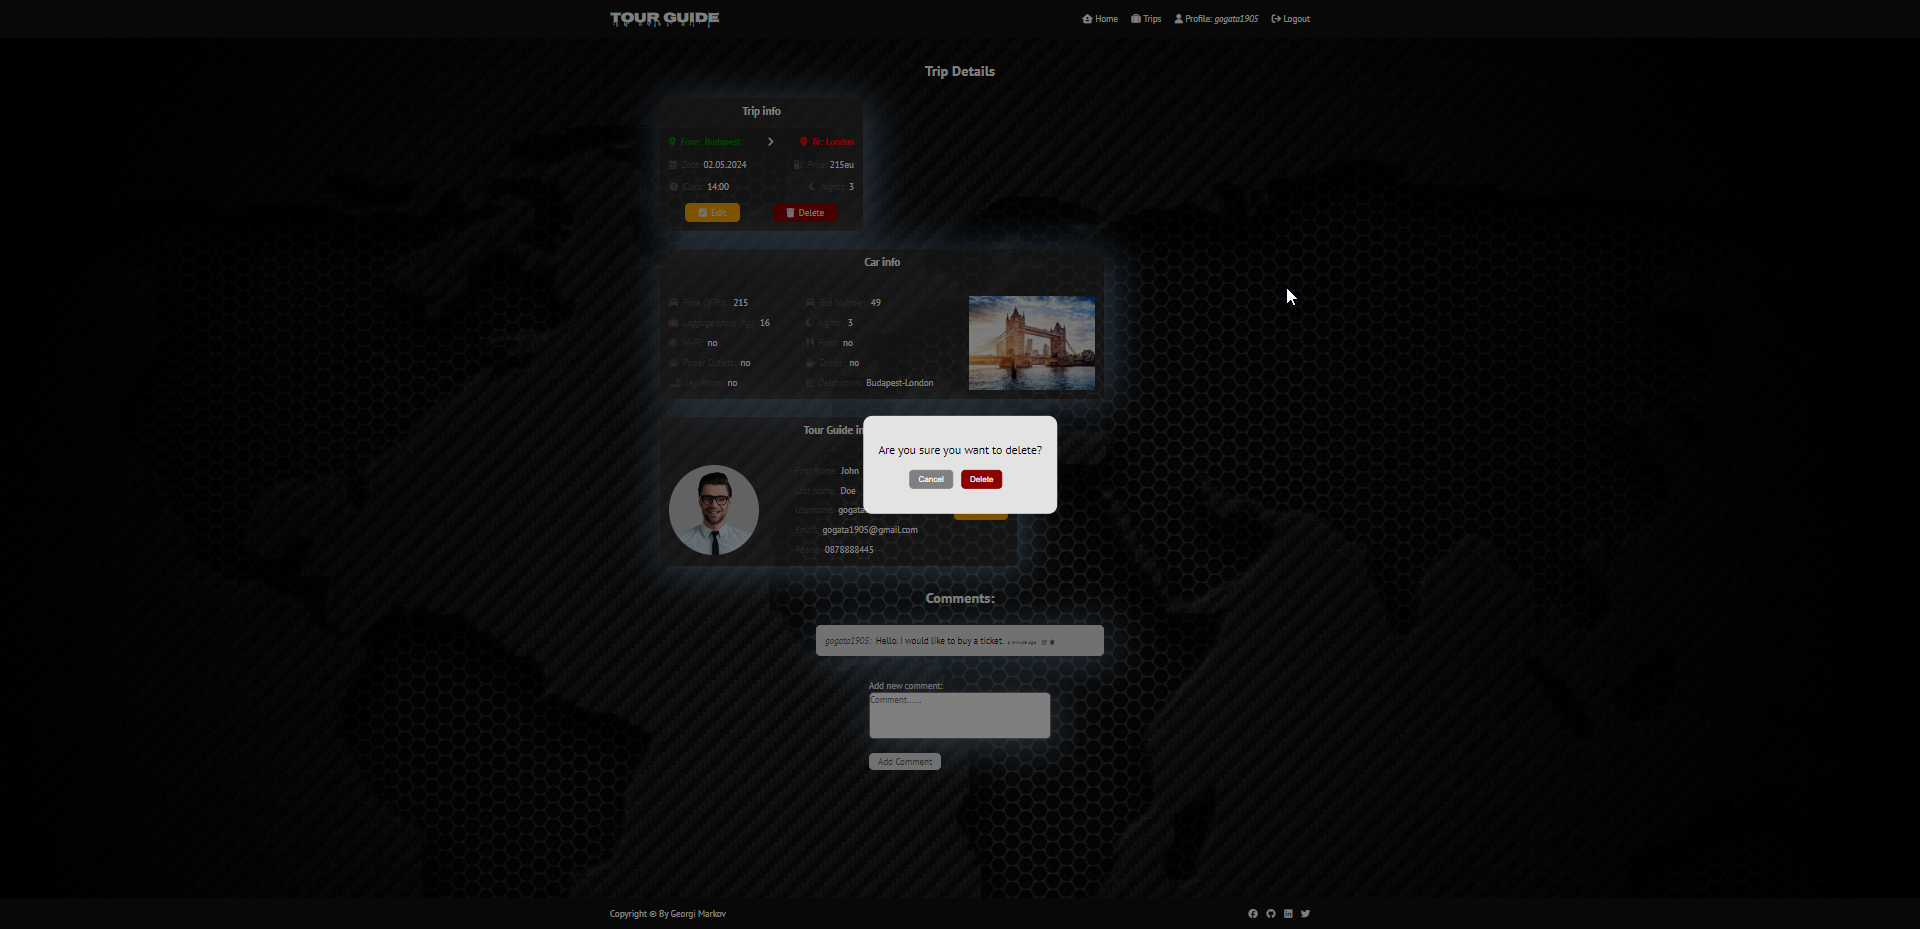 TOUR GUIDE
Home Trips Profile: gogata1905 Logout
Trip Details
Trip info
From: Budapest To: London
Date: 02.05.2024 Price: 215eu
Clock: 14:00 Nights: 3
Edit Delete
Car info
Price Of Trip: 215 Bus Number: 49
Luggage space (kg): 16 Nights: 3
Wi-Fi: no Food: no
Power Outlets: no Drinks: no
Leg Room: no Destination: Budapest-London
Tour Guide in
First Name: John
Last Name: Doe
Username: gogata
Email: gogata1905@gmail.com
Phone: 0878888445
Are you sure you want to delete?
Cancel Delete
Comments:
gogata1905: Hello, I would like to buy a ticket. a minute ago
Add new comment:
Comment......
Add Comment
Copyright © By Georgi Markov